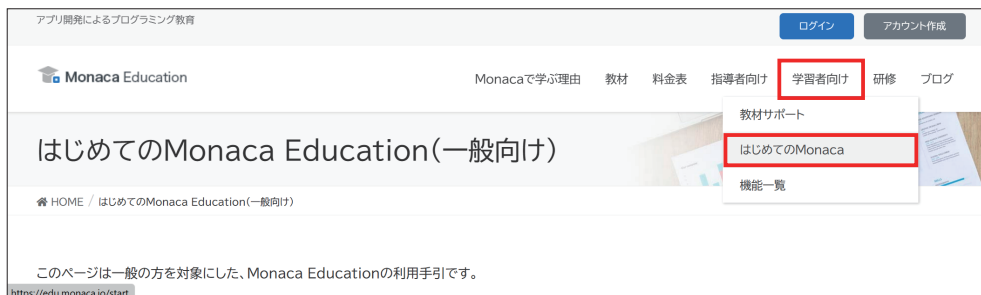 アプリ開発によるプログラミング教育
ログイン
アカウント作成
Monaca Education
Monacaで学ぶ理由 教材 料金表 指導者向け 学習者向け 研修 ブログ
教材サポート
はじめてのMonaca
機能一覧
はじめてのMonaca Education(一般向け)
HOME / はじめてのMonaca Education(一般向け)
このページは一般の方を対象にした、Monaca Educationの利用手引です。
https://edu.monaca.io/start